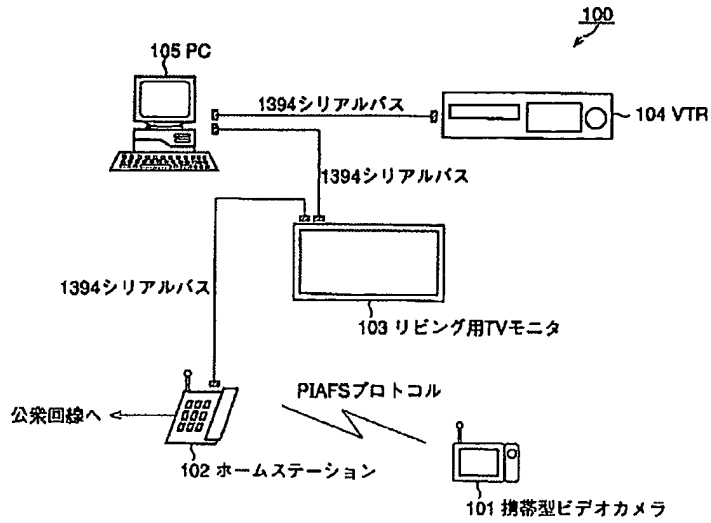 100
105 PC
1394シリアルバス
104 VTR
1394シリアルバス
1394シリアルバス
103 リビング用TVモニタ
PIAFSプロトコル
公衆回線へ
102 ホームステーション
101 携帯型ビデオカメラ